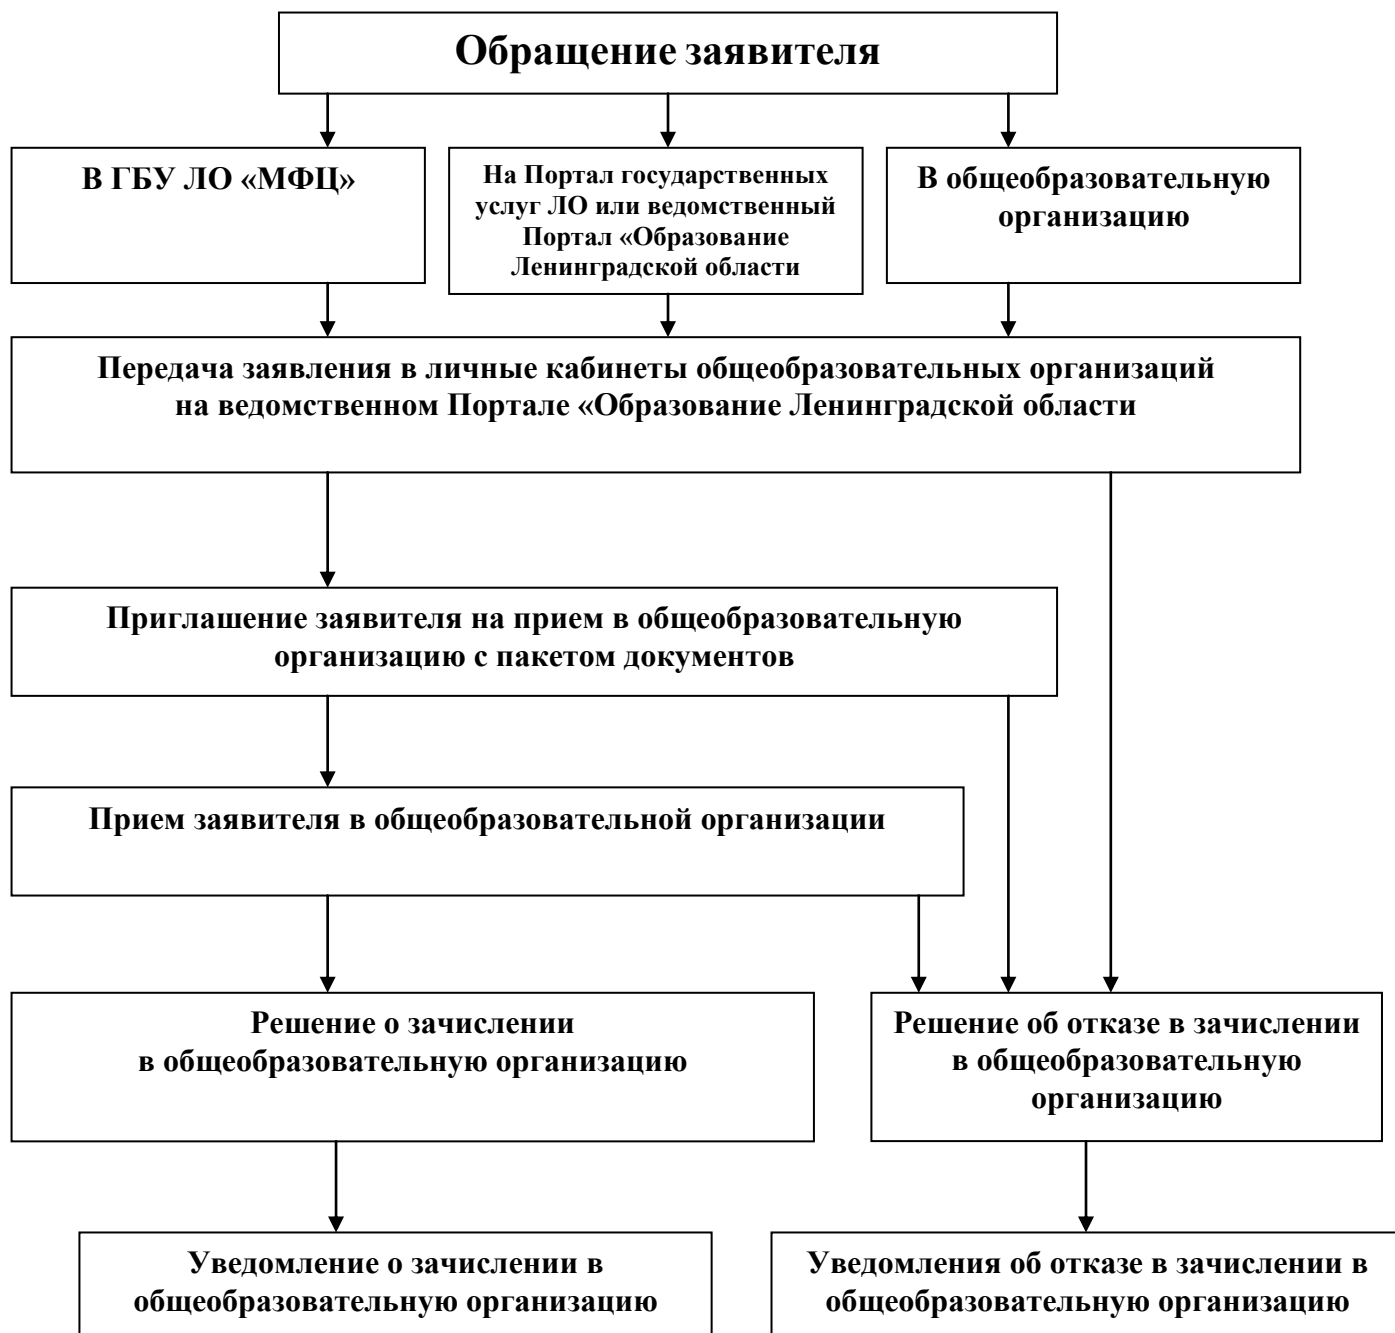 Обращение заявителя
В ГБУ ЛО «МФЦ»
На Портал государственных
услуг ЛО или ведомственный
Портал «Образование
Ленинградской области
В общеобразовательную
организацию
Передача заявления в личные кабинеты общеобразовательных организаций
на ведомственном Портале «Образование Ленинградской области
Приглашение заявителя на прием в общеобразовательную
организацию с пакетом документов
Прием заявителя в общеобразовательной организации
Решение о зачислении
в общеобразовательную организацию
Решение об отказе в зачислении
в общеобразовательную
организацию
Уведомление о зачислении в
общеобразовательную организацию
Уведомления об отказе в зачислении в
общеобразовательную организацию